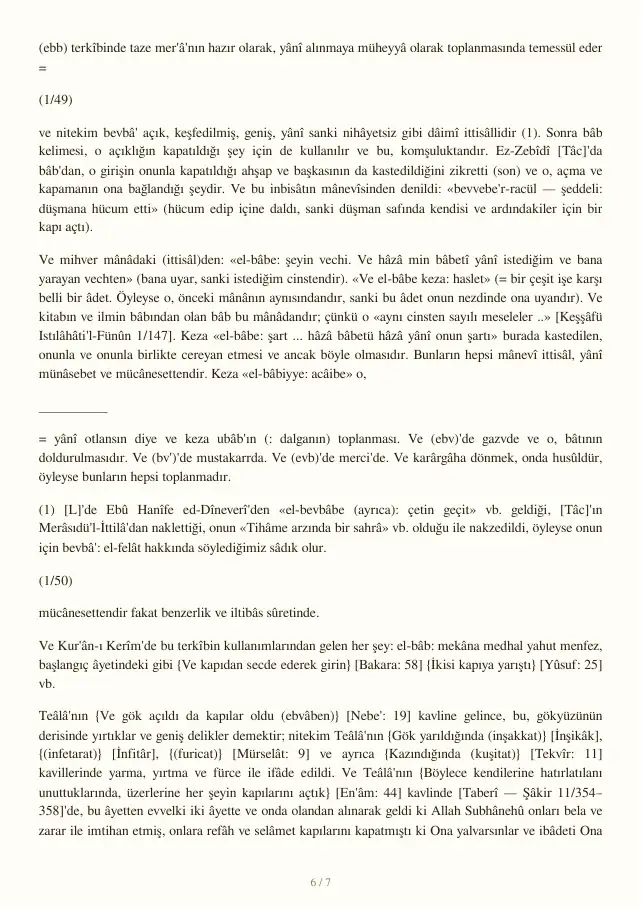 (ebb) terkîbinde taze mer'â'nın hazır olarak, yânî alınmaya müheyyâ olarak toplanmasında temessül eder
=
(1/49)
ve nitekim bevbâ' açık, keşfedilmiş, geniş, yânî sanki nihâyetsiz gibi dâimî ittisâllidir (1). Sonra bâb
kelimesi, o açıklığın kapatıldığı şey için de kullanılır ve bu, komşuluktandır. Ez-Zebîdî [Tâc]'da
bâb'dan, o girişin onunla kapatıldığı ahşap ve başkasının da kastedildiğini zikretti (son) ve o, açma ve
kapamanın ona bağlandığı şeydir. Ve bu inbisâtın mânevîsinden denildi: «bevvebe'r-racül — şeddeli:
düşmana hücum etti» (hücum edip içine daldı, sanki düşman safında kendisi ve ardındakiler için bir
kapı açtı).
Ve mihver mânâdaki (ittisâl)den: «el-bâbe: şeyin vechi. Ve hâzâ min bâbetî yânî istediğim ve bana
yarayan vechten» (bana uyar, sanki istediğim cinstendir). «Ve el-bâbe keza: haslet» (= bir çeşit işe karşı
belli bir âdet. Öyleyse o, önceki mânânın aynısındandır, sanki bu âdet onun nezdinde ona uyandır). Ve
kitabın ve ilmin bâbından olan bâb bu mânâdandır; çünkü o «aynı cinsten sayılı meseleler ..» [Keşşâfü
Istılâhâti'l-Fünûn 1/147]. Keza «el-bâbe: şart ... hâzâ bâbetü hâzâ yânî onun şartı» burada kastedilen,
onunla ve onunla birlikte cereyan etmesi ve ancak böyle olmasıdır. Bunların hepsi mânevî ittisâl, yânî
münâsebet ve mücânesettendir. Keza «el-bâbiyye: acâibe» o,
= yânî otlansın diye ve keza ubâb'ın (: dalganın) toplanması. Ve (ebv)'de gazvde ve o, bâtının
doldurulmasıdır. Ve (bv')'de mustakarrda. Ve (evb)'de merci'de. Ve karârgâha dönmek, onda husûldür,
öyleyse bunların hepsi toplanmadır.
(1) [L]'de Ebû Hanîfe ed-Dîneverî'den «el-bevbâbe (ayrıca): çetin geçit» vb. geldiği, [Tâc]'ın
Merâsıdü'l-İttilâ'dan naklettiği, onun «Tihâme arzında bir sahrâ» vb. olduğu ile nakzedildi, öyleyse onun
için bevbâ': el-felât hakkında söylediğimiz sâdık olur.
(1/50)
mücânesettendir fakat benzerlik ve iltibâs sûretinde.
Ve Kur'ân-ı Kerîm'de bu terkîbin kullanımlarından gelen her şey: el-bâb: mekâna medhal yahut menfez,
başlangıç âyetindeki gibi {Ve kapıdan secde ederek girin} [Bakara: 58] {İkisi kapıya yarıştı} [Yûsuf: 25]
vb.
Teâlâ'nın {Ve gök açıldı da kapılar oldu (ebvâben)} [Nebe': 19] kavline gelince, bu, gökyüzünün
derisinde yırtıklar ve geniş delikler demektir; nitekim Teâlâ'nın {Gök yarıldığında (inşakkat)} [İnşikâk],
{(infetarat)} [İnfitâr], {(furicat)} [Mürselât: 9] ve ayrıca {Kazındığında (kuşitat)} [Tekvîr: 11]
kavillerinde yarma, yırtma ve fürce ile ifâde edildi. Ve Teâlâ'nın {Böylece kendilerine hatırlatılanı
unuttuklarında, üzerlerine her şeyin kapılarını açtık} [En'âm: 44] kavlinde [Taberî — Şâkir 11/354–
358]'de, bu âyetten evvelki iki âyette ve onda olandan alınarak geldi ki Allah Subhânehû onları bela ve
zarar ile imtihan etmiş, onlara refâh ve selâmet kapılarını kapatmıştı ki Ona yalvarsınlar ve ibâdeti Ona
6 / 7